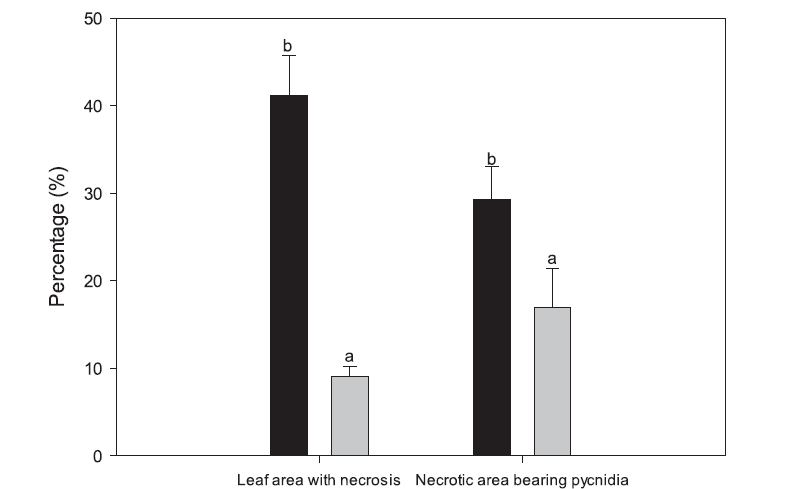 50
b
40
b
30
Percentage (%)
a
20
a
10
0
Leaf area with necrosis Necrotic area bearing pycnidia